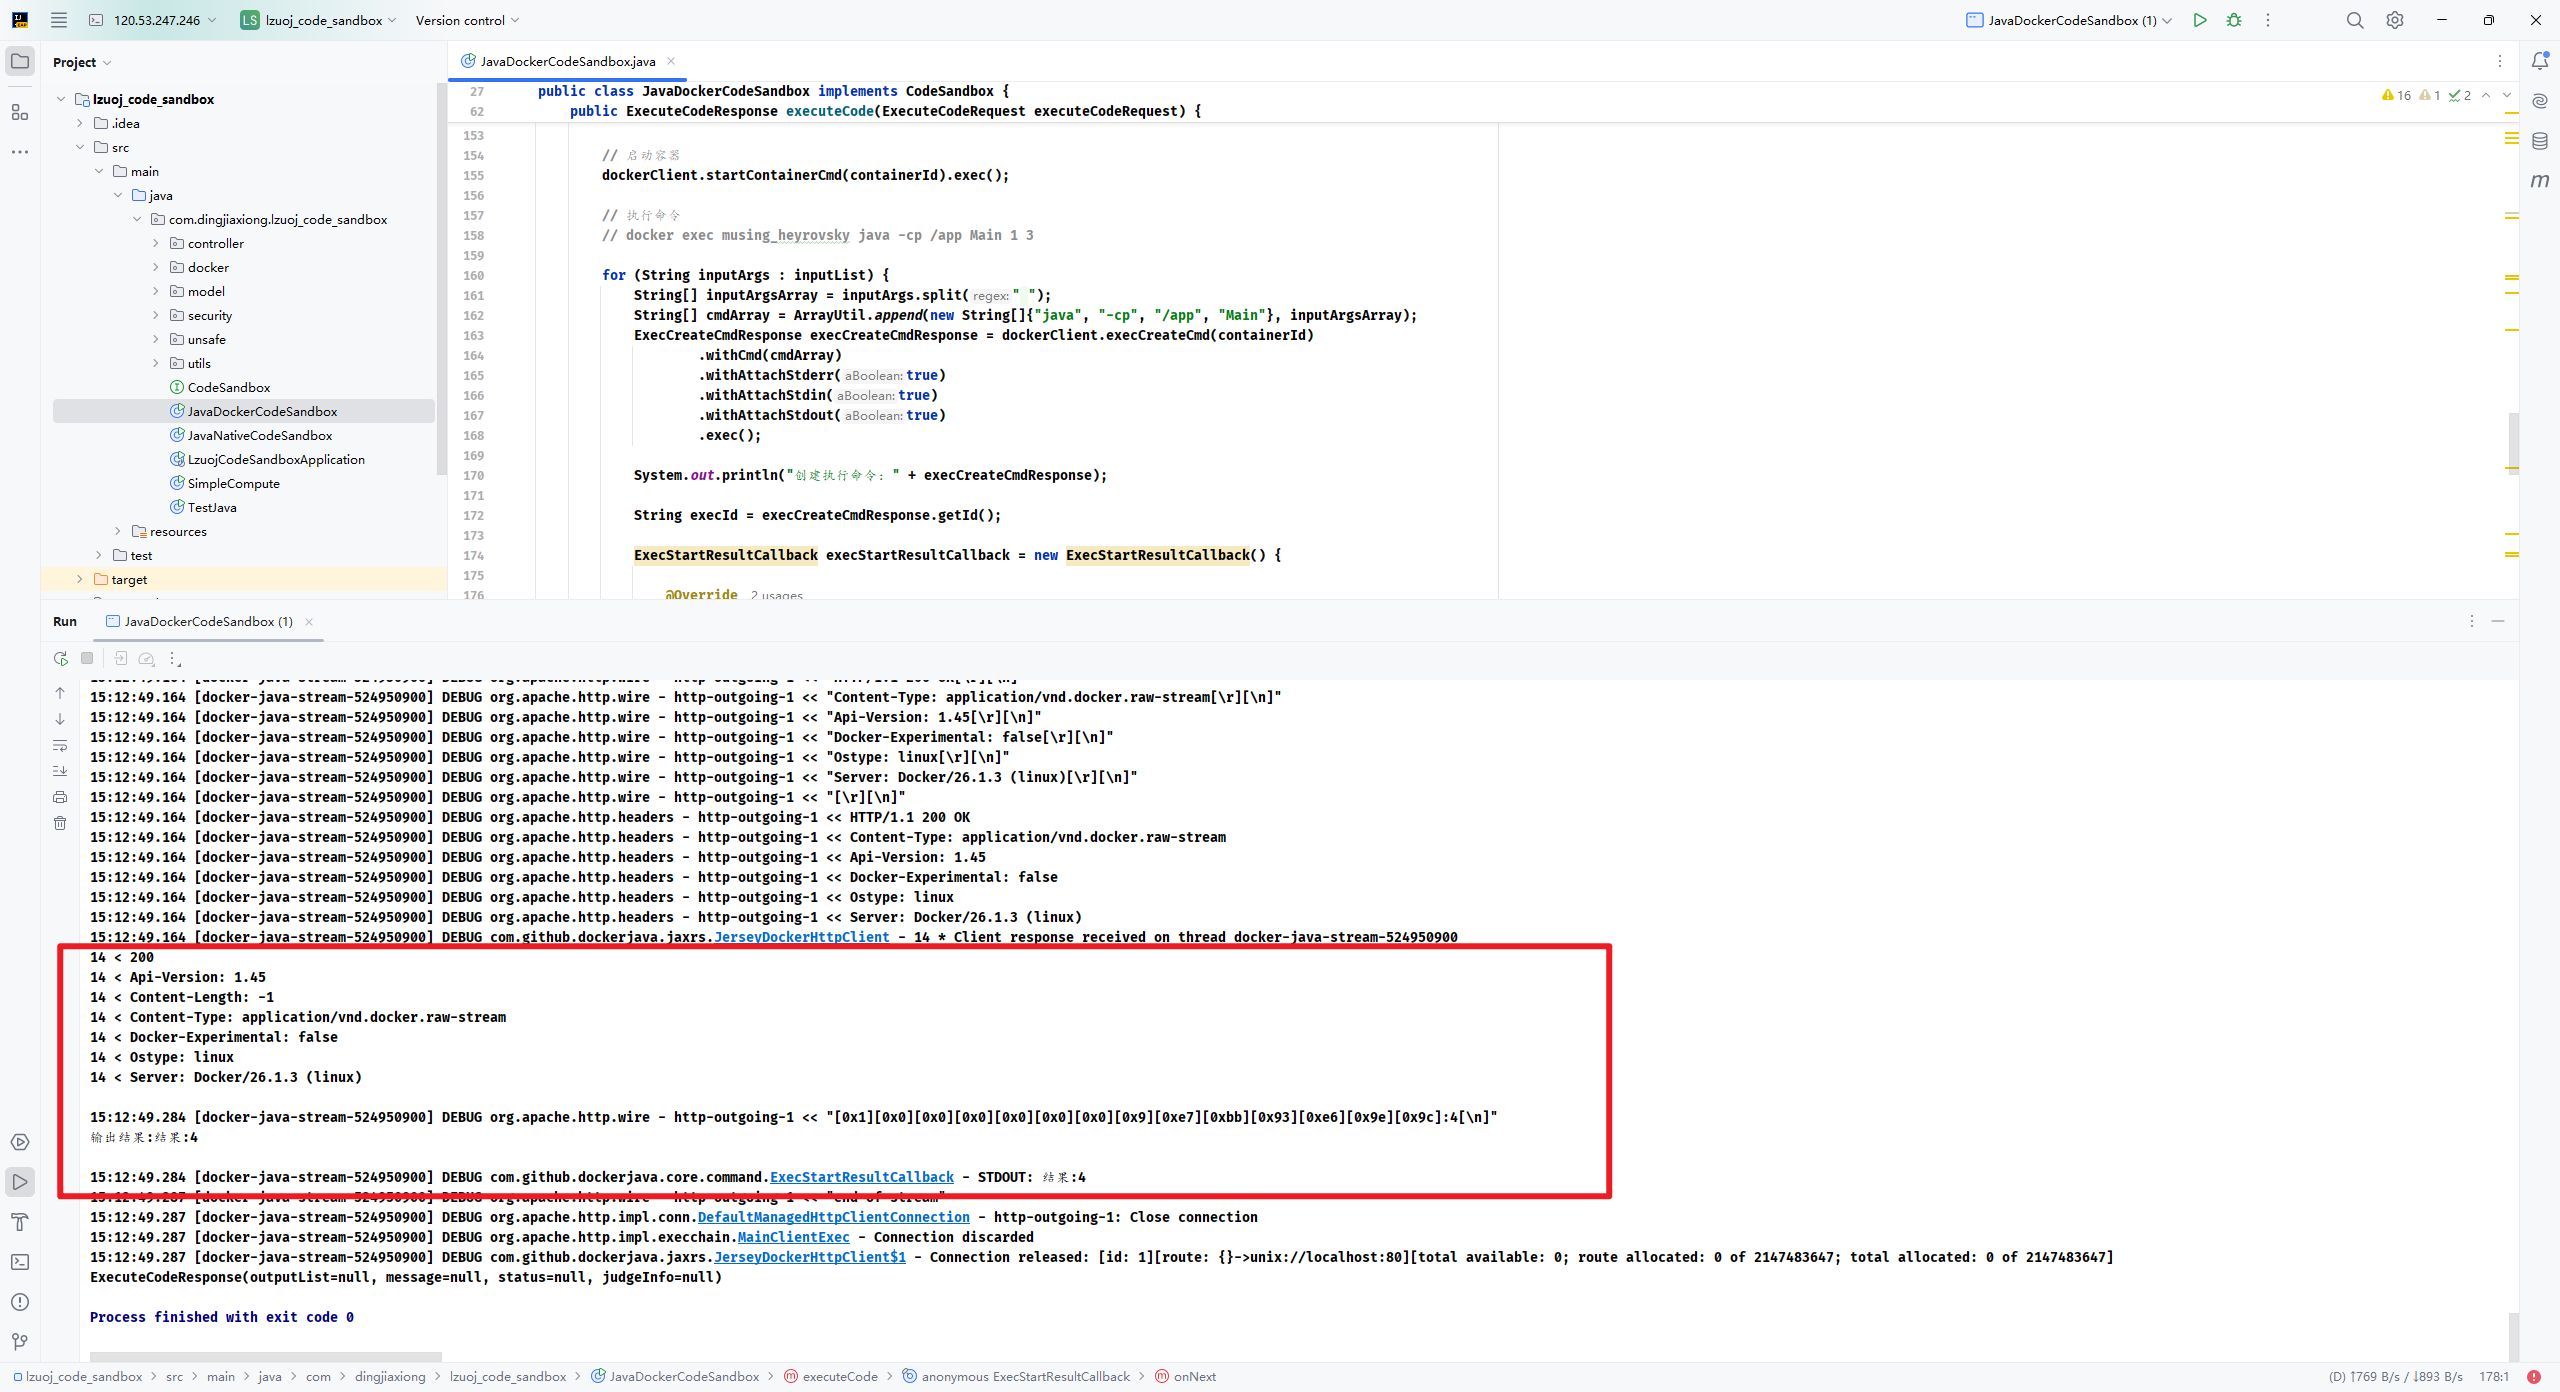 120.53.247.246
LS lzuoj_code_sandbox
Version control
JavaDockerCodeSandbox (1)
Project
lzuoj_code_sandbox
.idea
src
main
java
com.dingjiaxiong.lzuoj_code_sandbox
controller
docker
model
security
unsafe
utils
CodeSandbox
JavaDockerCodeSandbox
JavaNativeCodeSandbox
LzuojCodeSandboxApplication
SimpleCompute
TestJava
resources
test
target
JavaDockerCodeSandbox.java
16 1 2
27 public class JavaDockerCodeSandbox implements CodeSandbox {
62 public ExecuteCodeResponse executeCode(ExecuteCodeRequest executeCodeRequest) {
153
154 // 启动容器
155 dockerClient.startContainerCmd(containerId).exec();
156
157 // 执行命令
158 // docker exec musing_heyrovsky java -cp /app Main 1 3
159
160 for (String inputArgs : inputList) {
161 String[] inputArgsArray = inputArgs.split( regex: " ");
162 String[] cmdArray = ArrayUtil.append(new String[]{"java", "-cp", "/app", "Main"}, inputArgsArray);
163 ExecCreateCmdResponse execCreateCmdResponse = dockerClient.execCreateCmd(containerId)
164 .withCmd(cmdArray)
165 .withAttachStderr( aBoolean: true)
166 .withAttachStdin( aBoolean: true)
167 .withAttachStdout( aBoolean: true)
168 .exec();
169
170 System.out.println("创建执行命令: " + execCreateCmdResponse);
171
172 String execId = execCreateCmdResponse.getId();
173
174 ExecStartResultCallback execStartResultCallback = new ExecStartResultCallback() {
175
176 @Override 2 usages
Run JavaDockerCodeSandbox (1)
15:12:49.164 [docker-java-stream-524950900] DEBUG org.apache.http.wire - http-outgoing-1 << "HTTP/1.1 200 OK[\r][\n]"
15:12:49.164 [docker-java-stream-524950900] DEBUG org.apache.http.wire - http-outgoing-1 << "Content-Type: application/vnd.docker.raw-stream[\r][\n]"
15:12:49.164 [docker-java-stream-524950900] DEBUG org.apache.http.wire - http-outgoing-1 << "Api-Version: 1.45[\r][\n]"
15:12:49.164 [docker-java-stream-524950900] DEBUG org.apache.http.wire - http-outgoing-1 << "Docker-Experimental: false[\r][\n]"
15:12:49.164 [docker-java-stream-524950900] DEBUG org.apache.http.wire - http-outgoing-1 << "Ostype: linux[\r][\n]"
15:12:49.164 [docker-java-stream-524950900] DEBUG org.apache.http.wire - http-outgoing-1 << "Server: Docker/26.1.3 (linux)[\r][\n]"
15:12:49.164 [docker-java-stream-524950900] DEBUG org.apache.http.wire - http-outgoing-1 << "[\r][\n]"
15:12:49.164 [docker-java-stream-524950900] DEBUG org.apache.http.headers - http-outgoing-1 << HTTP/1.1 200 OK
15:12:49.164 [docker-java-stream-524950900] DEBUG org.apache.http.headers - http-outgoing-1 << Content-Type: application/vnd.docker.raw-stream
15:12:49.164 [docker-java-stream-524950900] DEBUG org.apache.http.headers - http-outgoing-1 << Api-Version: 1.45
15:12:49.164 [docker-java-stream-524950900] DEBUG org.apache.http.headers - http-outgoing-1 << Docker-Experimental: false
15:12:49.164 [docker-java-stream-524950900] DEBUG org.apache.http.headers - http-outgoing-1 << Ostype: linux
15:12:49.164 [docker-java-stream-524950900] DEBUG org.apache.http.headers - http-outgoing-1 << Server: Docker/26.1.3 (linux)
15:12:49.164 [docker-java-stream-524950900] DEBUG com.github.dockerjava.jaxrs.JerseyDockerHttpClient - 14 * Client response received on thread docker-java-stream-524950900
14 < 200
14 < Api-Version: 1.45
14 < Content-Length: -1
14 < Content-Type: application/vnd.docker.raw-stream
14 < Docker-Experimental: false
14 < Ostype: linux
14 < Server: Docker/26.1.3 (linux)
15:12:49.284 [docker-java-stream-524950900] DEBUG org.apache.http.wire - http-outgoing-1 << "[0x1][0x0][0x0][0x0][0x0][0x0][0x0][0x9][0xe7][0xbb][0x93][0xe6][0x9e][0x9c]:4[\n]"
输出结果:结果:4
15:12:49.284 [docker-java-stream-524950900] DEBUG com.github.dockerjava.core.command.ExecStartResultCallback - STDOUT: 结果:4
15:12:49.287 [docker-java-stream-524950900] DEBUG org.apache.http.wire - http-outgoing-1 << "end of stream"
15:12:49.287 [docker-java-stream-524950900] DEBUG org.apache.http.impl.conn.DefaultManagedHttpClientConnection - http-outgoing-1: Close connection
15:12:49.287 [docker-java-stream-524950900] DEBUG org.apache.http.impl.execchain.MainClientExec - Connection discarded
15:12:49.287 [docker-java-stream-524950900] DEBUG com.github.dockerjava.jaxrs.JerseyDockerHttpClient$1 - Connection released: [id: 1][route: {}->unix://localhost:80][total available: 0; route allocated: 0 of 2147483647; total allocated: 0 of 2147483647]
ExecuteCodeResponse(outputList=null, message=null, status=null, judgeInfo=null)
Process finished with exit code 0
lzuoj_code_sandbox > src > main > java > com > dingjiaxiong > lzuoj_code_sandbox > JavaDockerCodeSandbox > executeCode > anonymous ExecStartResultCallback > onNext
(D) ↑769 B/s / ↓893 B/s 178:1